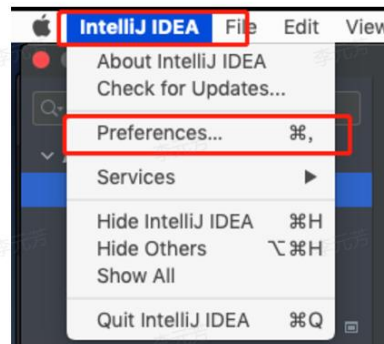 IntelliJ IDEA File Edit View
About IntelliJ IDEA
Check for Updates...
Preferences... ⌘,
Services ▶
Hide IntelliJ IDEA ⌘H
Hide Others ⌥⌘H
Show All
Quit IntelliJ IDEA ⌘Q